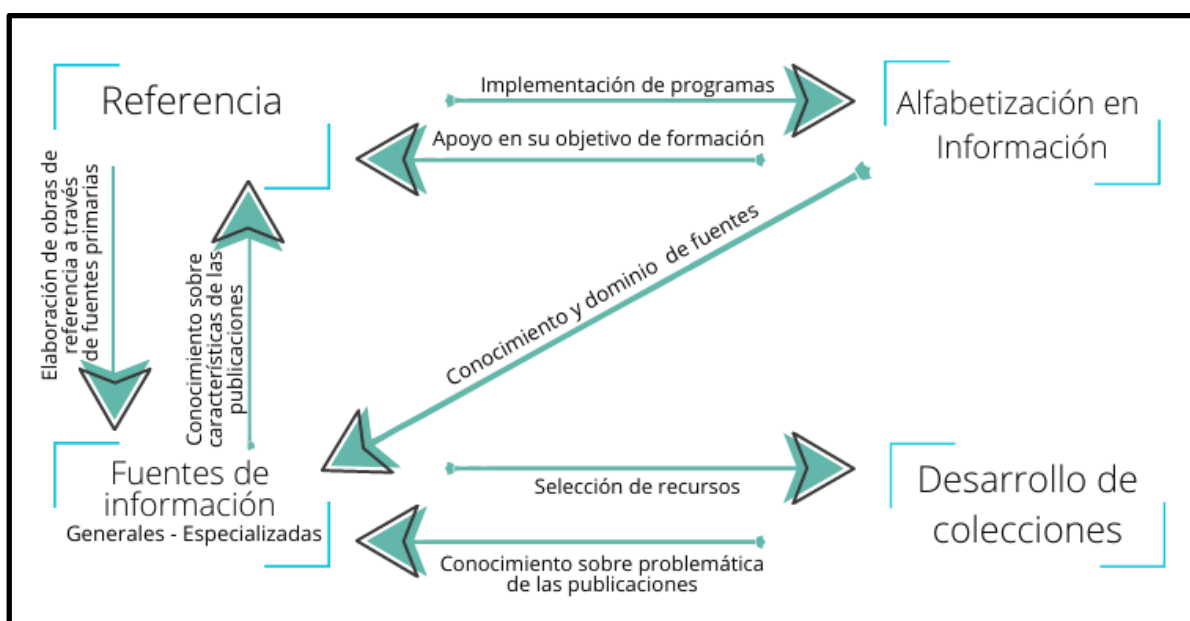 Referencia
Implementación de programas
Apoyo en su objetivo de formación
Alfabetización en
Información
Elaboración de obras de
referencia a través
de fuentes primarias
Conocimiento sobre
características de las
publicaciones
Conocimiento y dominio de fuentes
Fuentes de
información
Generales - Especializadas
Selección de recursos
Conocimiento sobre problemática
de las publicaciones
Desarrollo de
colecciones